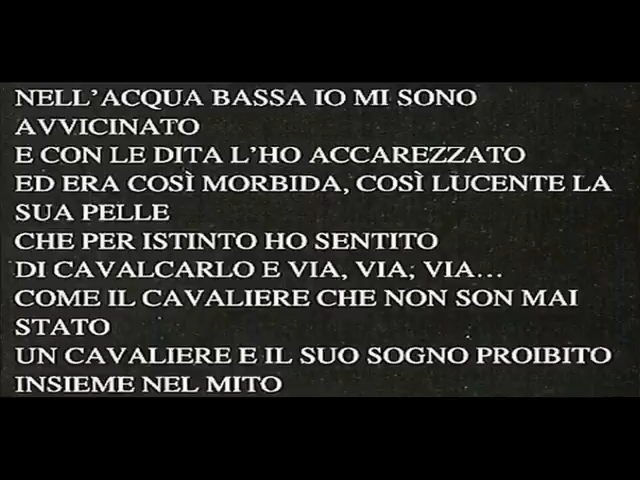 NELL'ACQUA BASSA IO MI SONO
AVVICINATO
E CON LE DITA L'HO ACCAREZZATO
ED ERA COSÌ MORBIDA, COSÌ LUCENTE LA
SUA PELLE
CHE PER ISTINTO HO SENTITO
DI CAVALCARLO E VIA, VIA, VIA...
COME IL CAVALIERE CHE NON SON MAI
STATO
UN CAVALIERE E IL SUO SOGNO PROIBITO
INSIEME NEL MITO